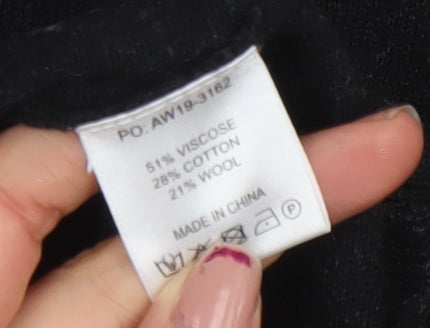 PO: AW19-3162
51% VISCOSE
28% COTTON
21% WOOL
MADE IN CHINA
P